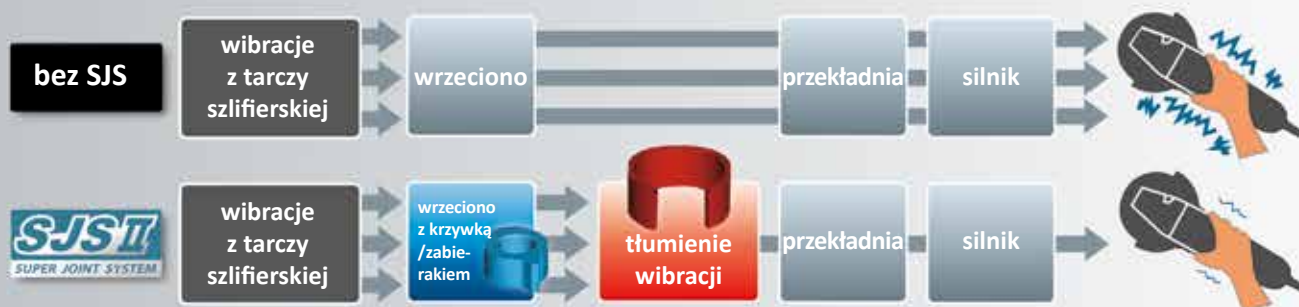 bez SJS
wibracje
z tarczy
szlifierskiej
wrzeciono
przekładnia
silnik
SJS II
SUPER JOINT SYSTEM
wibracje
z tarczy
szlifierskiej
wrzeciono
z krzywką
/zabie-
rakiem
tłumienie
wibracji
przekładnia
silnik